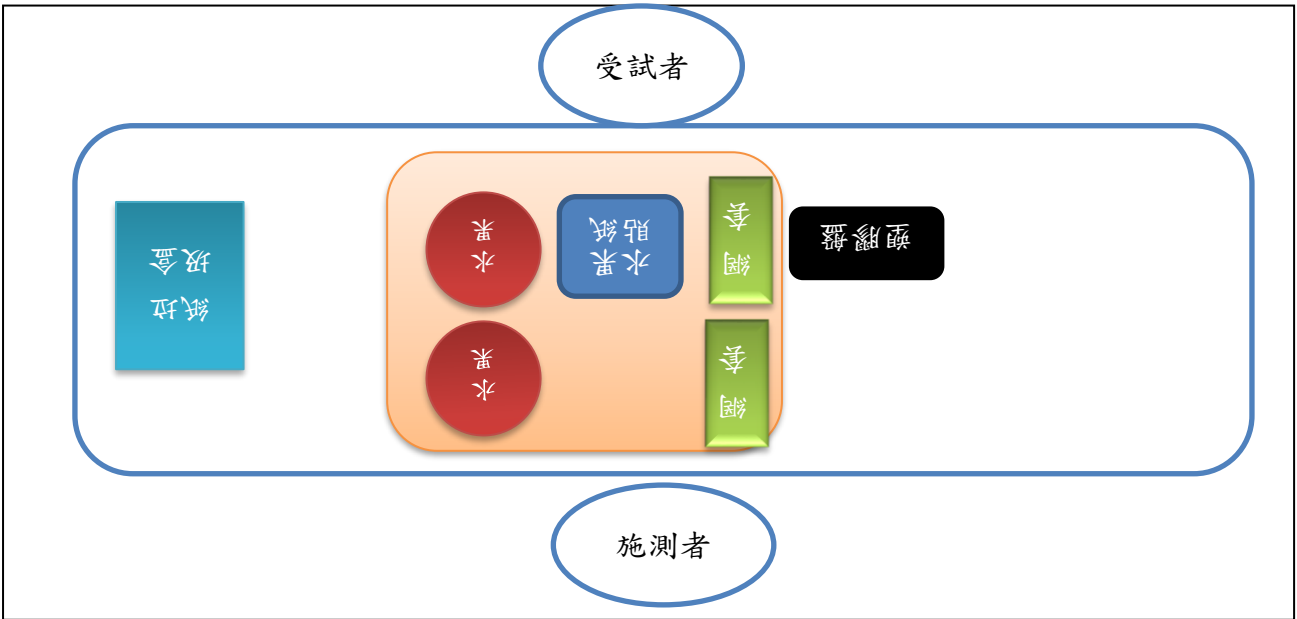 受試者
紙垃
圾盒
水
果
水果
貼紙
網
套
塑膠盤
水
果
網
套
施測者